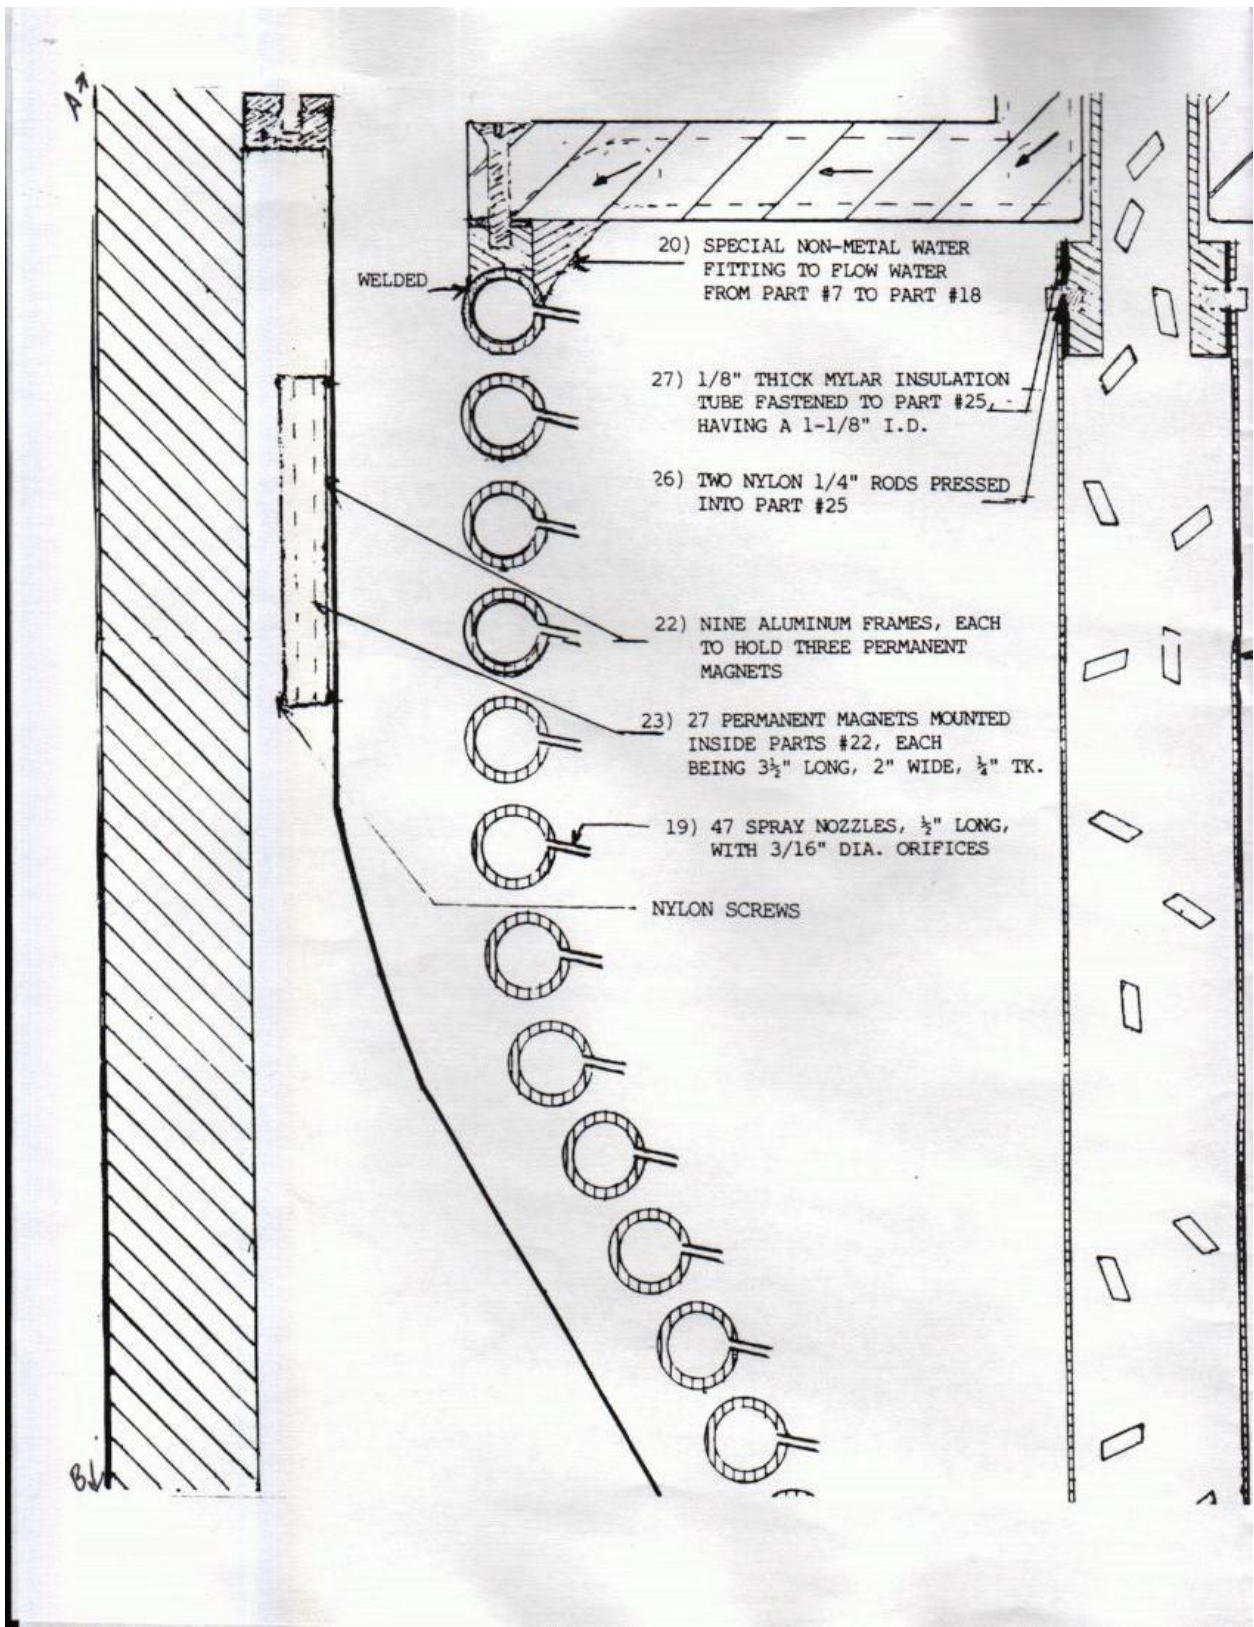 A
20) SPECIAL NON-METAL WATER
FITTING TO FLOW WATER
FROM PART #7 TO PART #18
WELDED
27) 1/8" THICK MYLAR INSULATION
TUBE FASTENED TO PART #25,
HAVING A 1-1/8" I.D.
26) TWO NYLON 1/4" RODS PRESSED
INTO PART #25
22) NINE ALUMINUM FRAMES, EACH
TO HOLD THREE PERMANENT
MAGNETS
23) 27 PERMANENT MAGNETS MOUNTED
INSIDE PARTS #22, EACH
BEING 3½" LONG, 2" WIDE, ¼" TK.
19) 47 SPRAY NOZZLES, ½" LONG,
WITH 3/16" DIA. ORIFICES
NYLON SCREWS
B